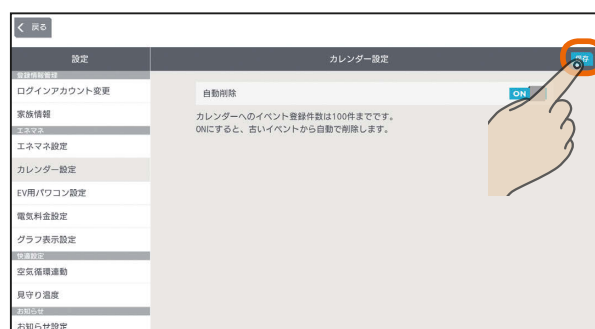 戻る
設定
カレンダー設定
保存
登録情報管理
ログインアカウント変更
家族情報
エネマネ
エネマネ設定
カレンダー設定
EV用パワコン設定
電気料金設定
グラフ表示設定
快適設定
空気循環連動
見守り温度
お知らせ
お知らせ設定
自動削除
ON
カレンダーへのイベント登録件数は100件までです。
ONにすると、古いイベントから自動で削除します。